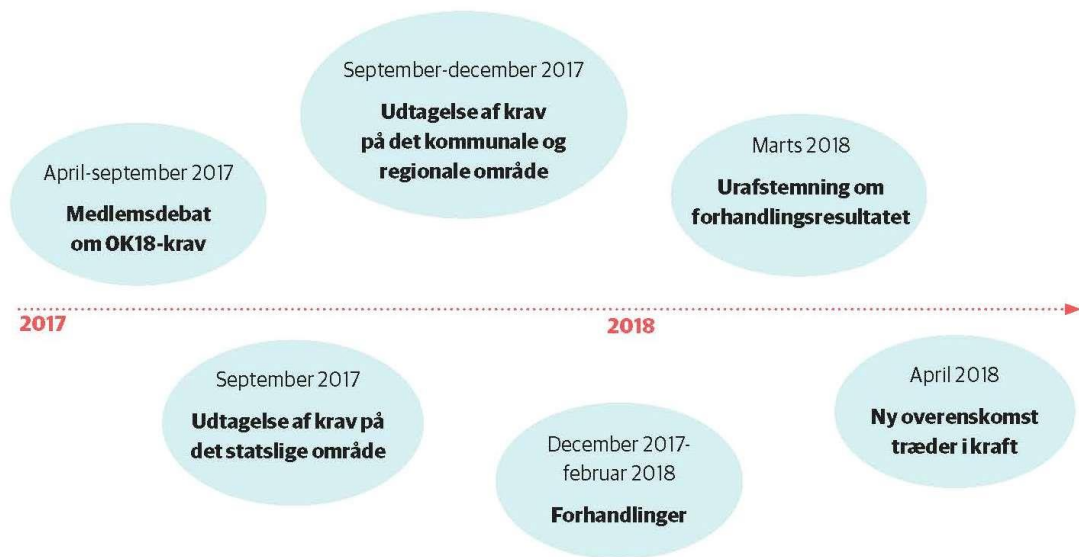 April-september 2017
Medlemsdebat
om OK18-krav
September-december 2017
Udtagelse af krav
på det kommunale og
regionale område
Marts 2018
Urafstemning om
forhandlingsresultatet
2017
2018
September 2017
Udtagelse af krav på
det statslige område
December 2017-
februar 2018
Forhandlinger
April 2018
Ny overenskomst
træder i kraft